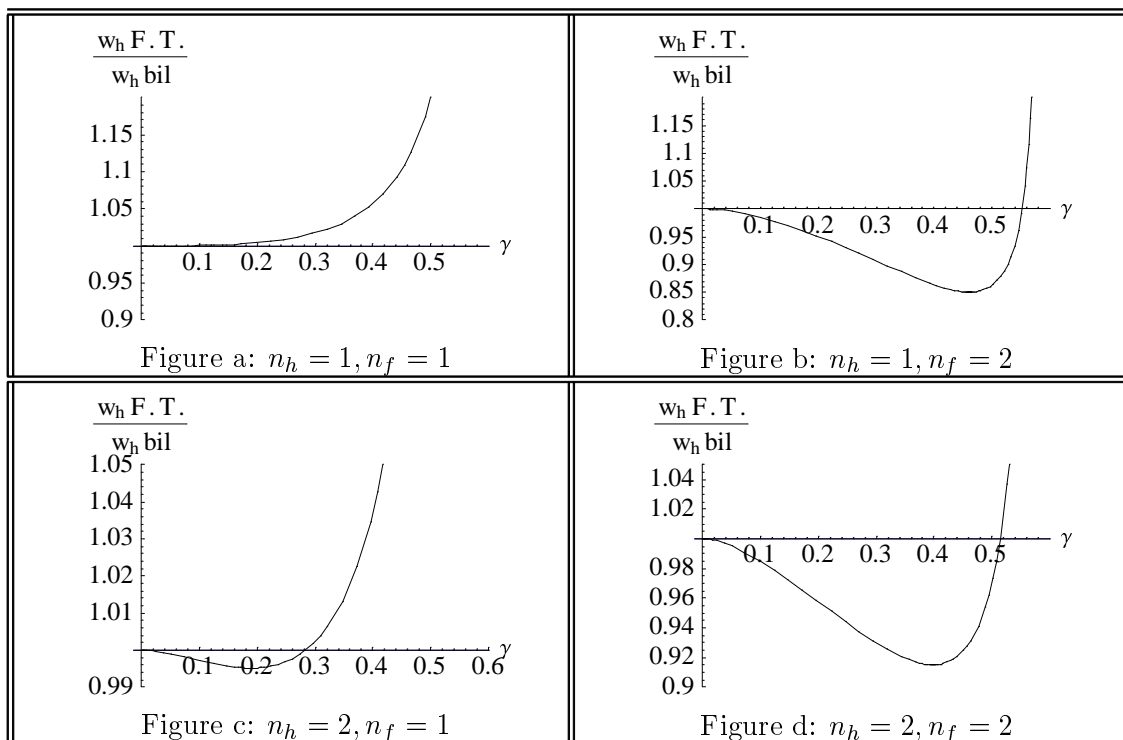 w_h F.T.
w_h bil
1.15
1.1
1.05
0.95
0.9
0.1 0.2 0.3 0.4 0.5 γ
Figure a: n_h = 1, n_f = 1
w_h F.T.
w_h bil
1.15
1.1
1.05
0.95
0.9
0.85
0.8
0.1 0.2 0.3 0.4 0.5 γ
Figure b: n_h = 1, n_f = 2
w_h F.T.
w_h bil
1.05
1.04
1.03
1.02
1.01
0.99
0.1 0.2 0.3 0.4 0.5 0.6 γ
Figure c: n_h = 2, n_f = 1
w_h F.T.
w_h bil
1.04
1.02
0.98
0.96
0.94
0.92
0.9
0.1 0.2 0.3 0.4 0.5 γ
Figure d: n_h = 2, n_f = 2